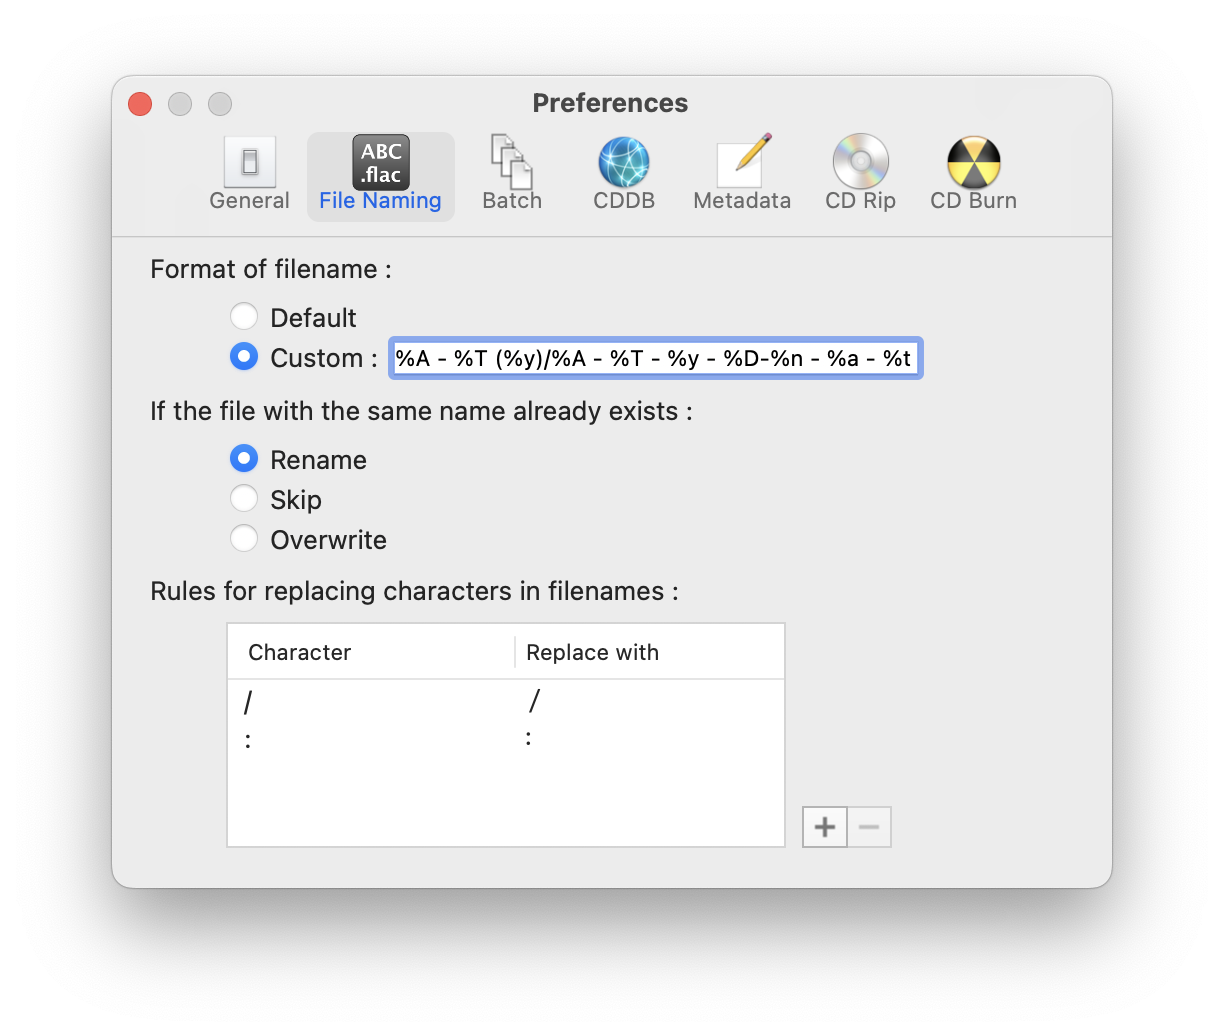 Preferences
ABC
.flac
General File Naming Batch CDDB Metadata CD Rip CD Burn
Format of filename :
Default
Custom : %A - %T (%y)/%A - %T - %y - %D-%n - %a - %t
If the file with the same name already exists :
Rename
Skip
Overwrite
Rules for replacing characters in filenames :
Character Replace with
/ /
: :